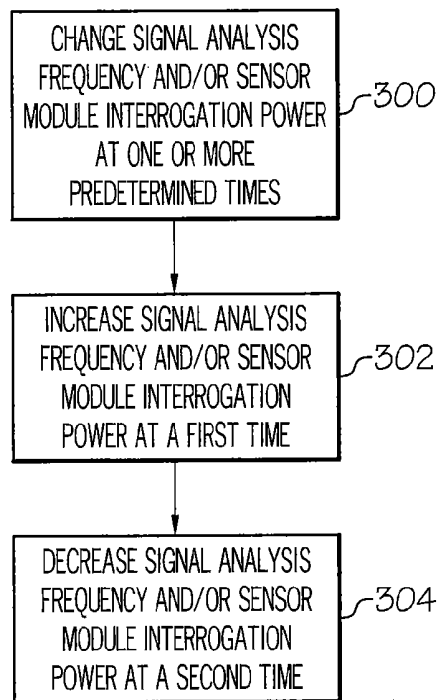 CHANGE SIGNAL ANALYSIS
FREQUENCY AND/OR SENSOR
MODULE INTERROGATION POWER
AT ONE OR MORE
PREDETERMINED TIMES
300
INCREASE SIGNAL ANALYSIS
FREQUENCY AND/OR SENSOR
MODULE INTERROGATION
POWER AT A FIRST TIME
302
DECREASE SIGNAL ANALYSIS
FREQUENCY AND/OR SENSOR
MODULE INTERROGATION
POWER AT A SECOND TIME
304